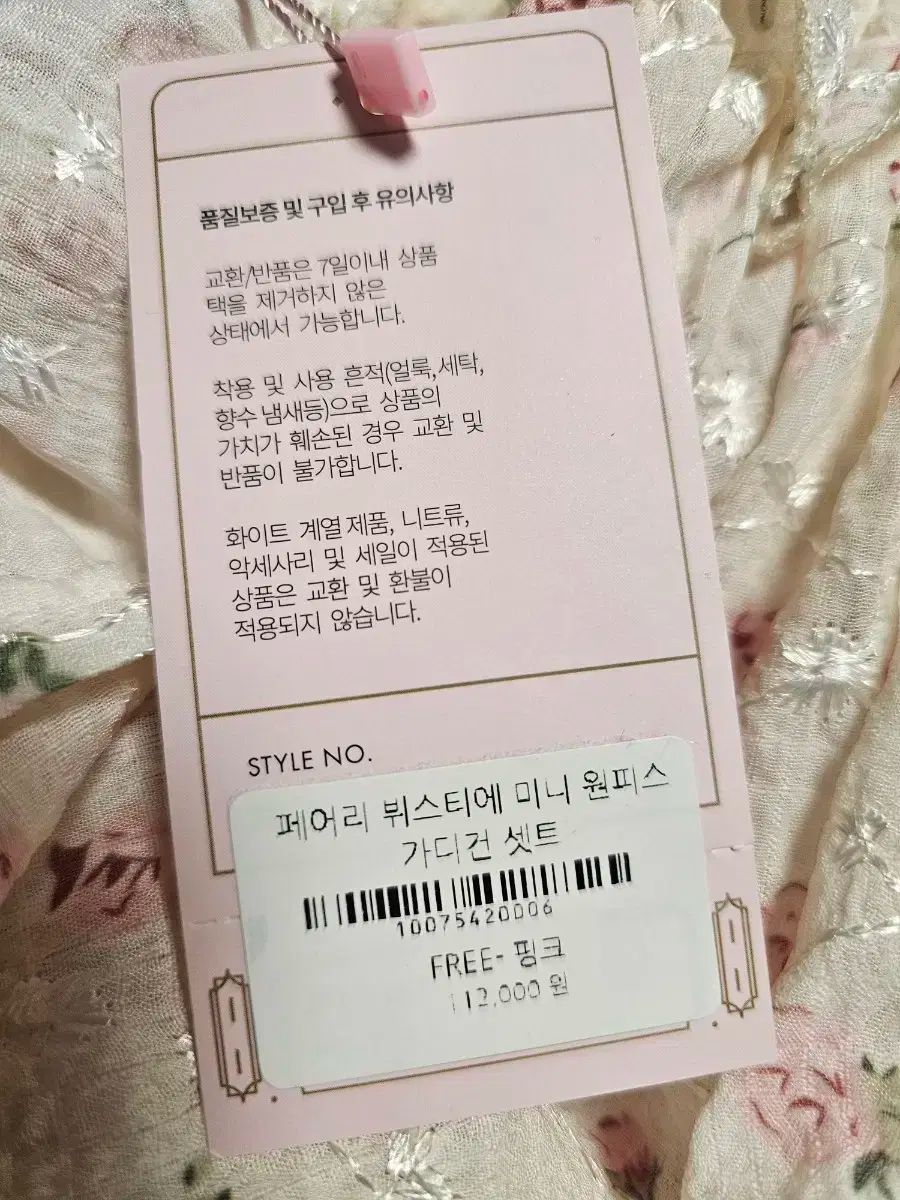 품질보증 및 구입 후 유의사항
교환/반품은 7일이내 상품
택을 제거하지 않은
상태에서 가능합니다.
착용 및 사용 흔적(얼룩,세탁,
향수 냄새등)으로 상품의
가치가 훼손된 경우 교환 및
반품이 불가합니다.
화이트 계열 제품, 니트류,
악세사리 및 세일이 적용된
상품은 교환 및 환불이
적용되지 않습니다.
STYLE NO.
페어리 뷔스티에 미니 원피스
가디건 셋트
10075420006
FREE- 핑크
112,000 원